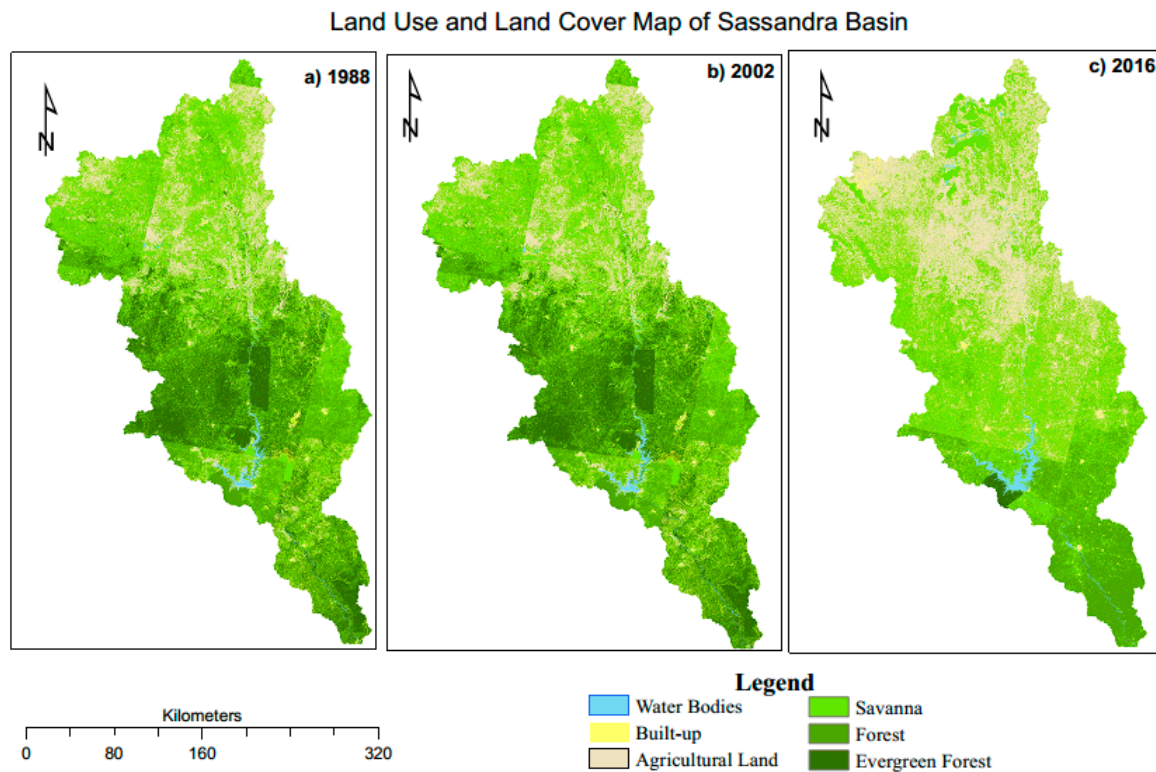 Land Use and Land Cover Map of Sassandra Basin
a) 1988
b) 2002
c) 2016
N
N
N
Legend
Kilometers
0 80 160 320
Water Bodies
Built-up
Agricultural Land
Savanna
Forest
Evergreen Forest